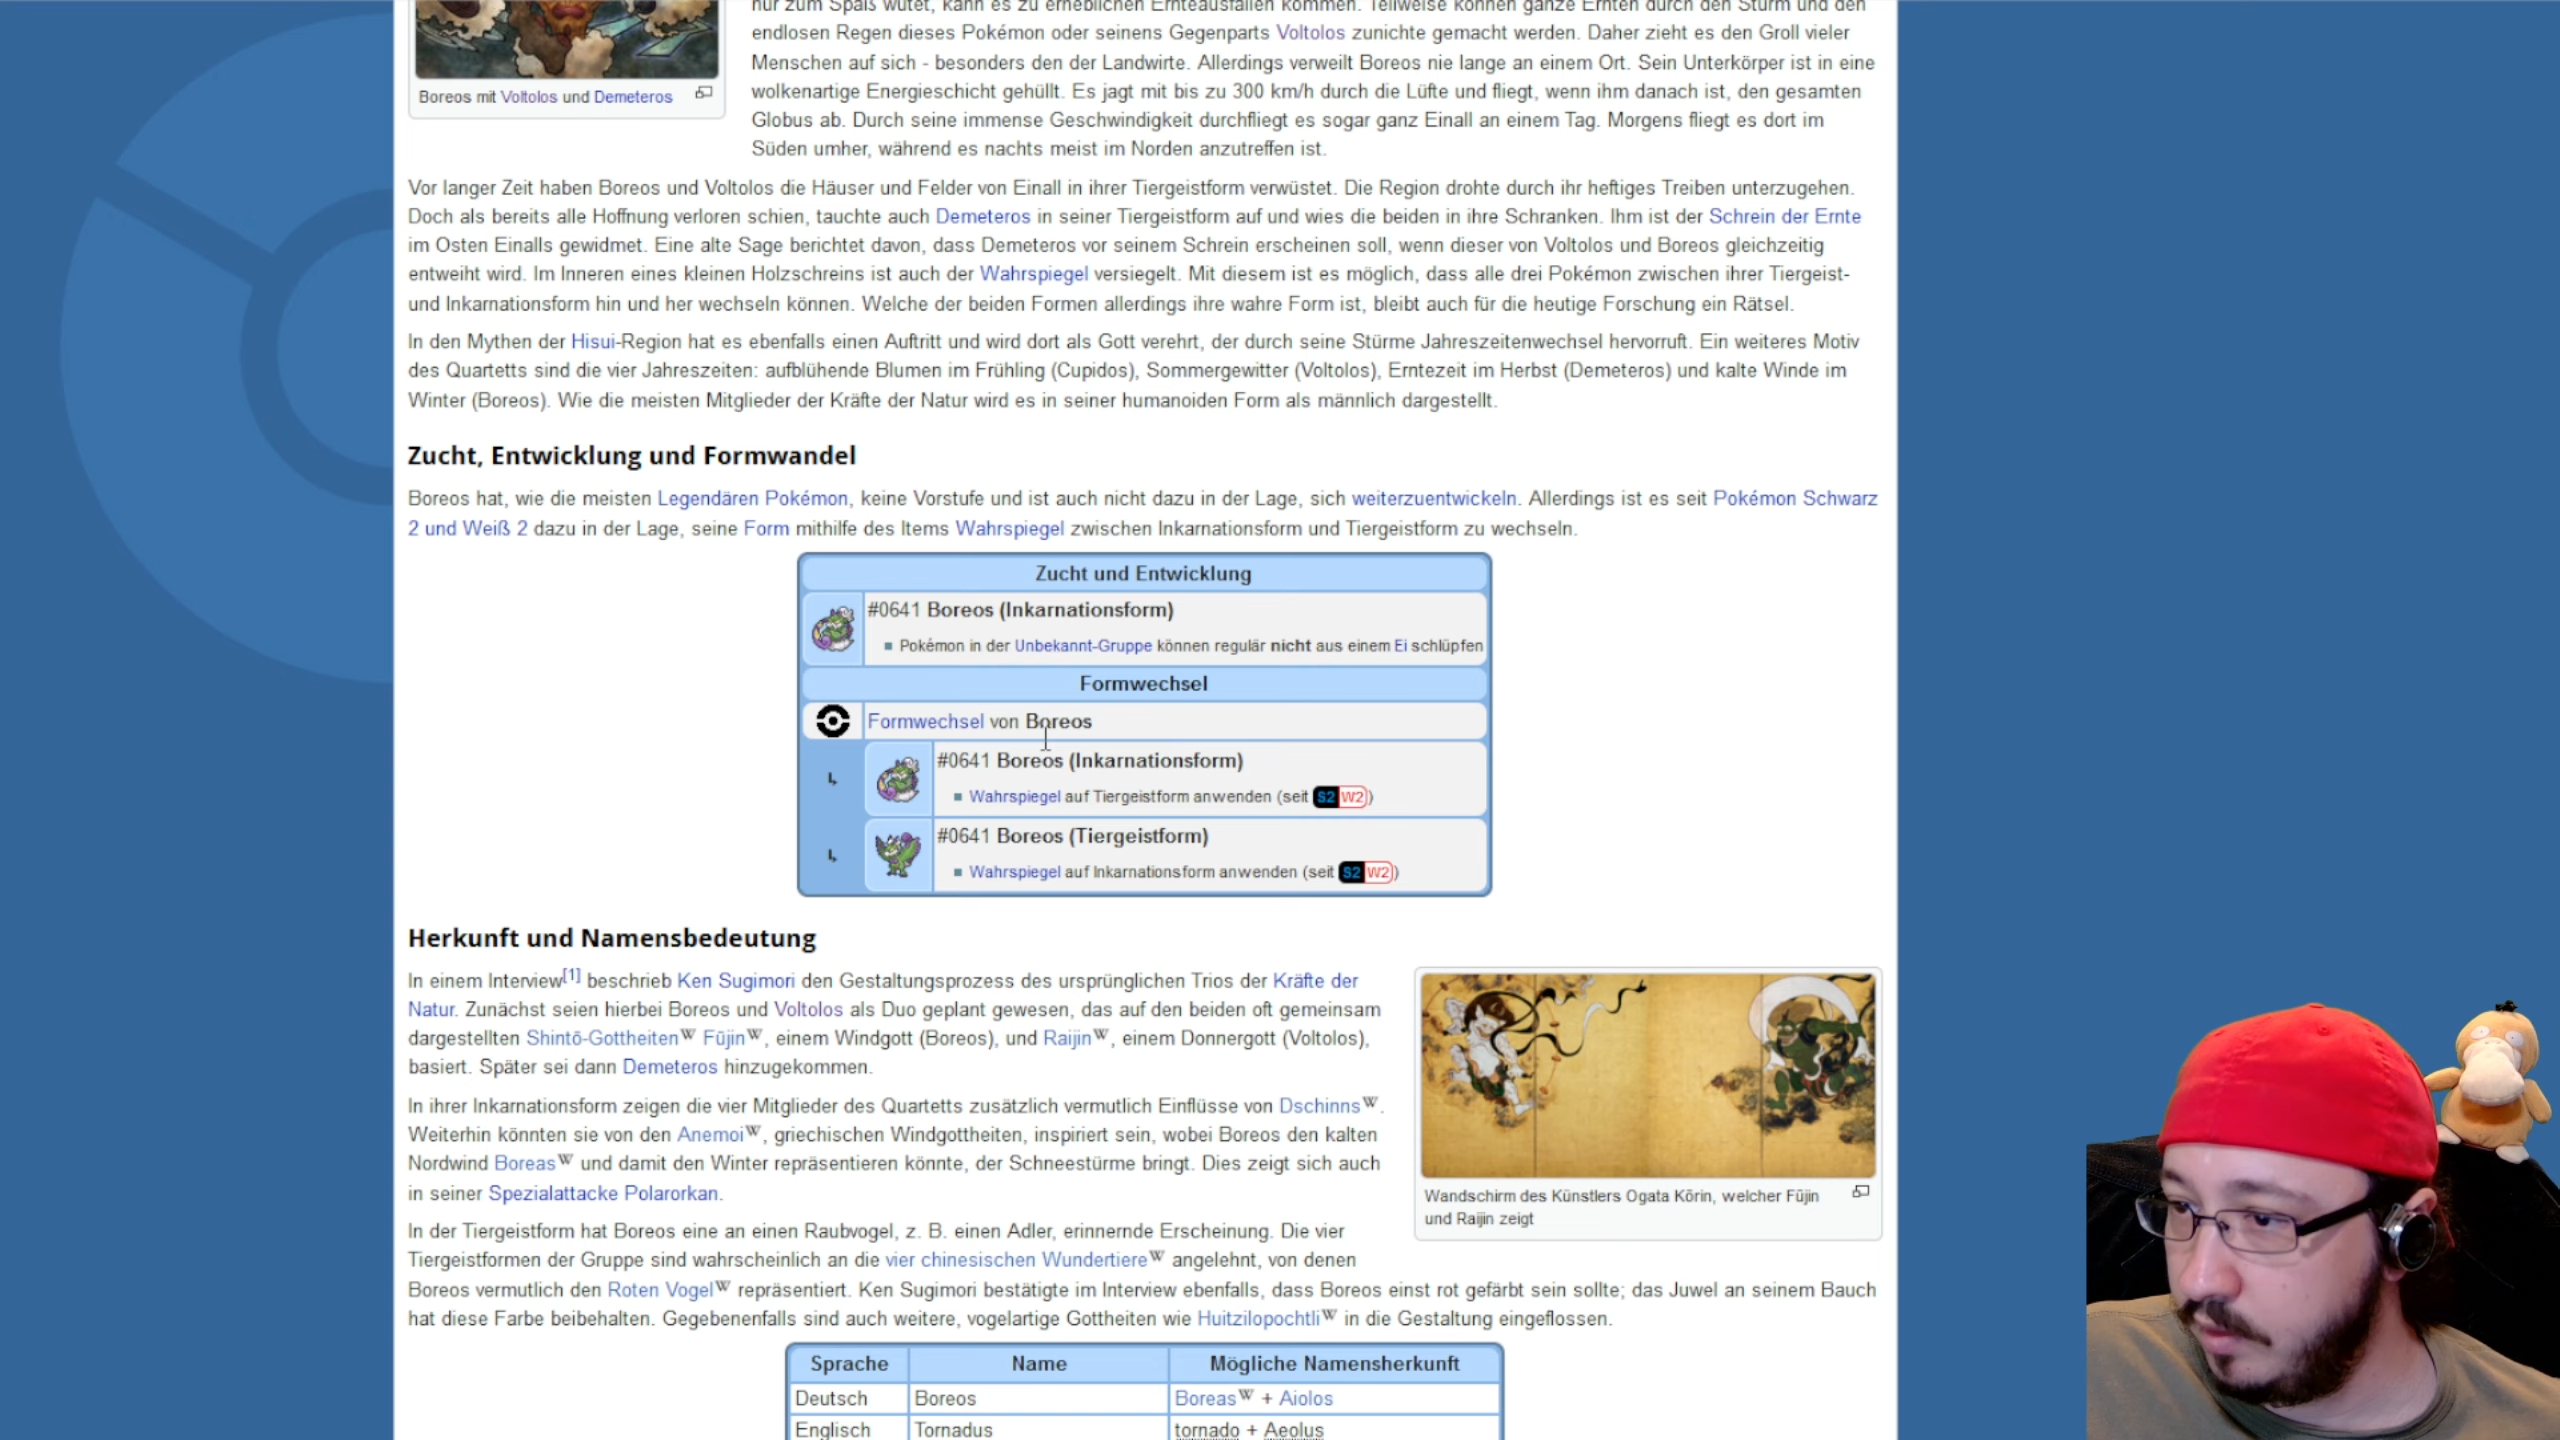 nur zum Spaß wütet, kann es zu erheblichen Ernteausfällen kommen. Teilweise können ganze Ernten durch den Sturm und den
endlosen Regen dieses Pokémon oder seinens Gegenparts Voltolos zunichte gemacht werden. Daher zieht es den Groll vieler
Menschen auf sich - besonders den der Landwirte. Allerdings verweilt Boreos nie lange an einem Ort. Sein Unterkörper ist in eine
wolkenartige Energieschicht gehüllt. Es jagt mit bis zu 300 km/h durch die Lüfte und fliegt, wenn ihm danach ist, den gesamten
Globus ab. Durch seine immense Geschwindigkeit durchfliegt es sogar ganz Einall an einem Tag. Morgens fliegt es dort im
Süden umher, während es nachts meist im Norden anzutreffen ist.
Boreos mit Voltolos und Demeteros
Vor langer Zeit haben Boreos und Voltolos die Häuser und Felder von Einall in ihrer Tiergeistform verwüstet. Die Region drohte durch ihr heftiges Treiben unterzugehen.
Doch als bereits alle Hoffnung verloren schien, tauchte auch Demeteros in seiner Tiergeistform auf und wies die beiden in ihre Schranken. Ihm ist der Schrein der Ernte
im Osten Einalls gewidmet. Eine alte Sage berichtet davon, dass Demeteros vor seinem Schrein erscheinen soll, wenn dieser von Voltolos und Boreos gleichzeitig
entweiht wird. Im Inneren eines kleinen Holzschreins ist auch der Wahrspiegel versiegelt. Mit diesem ist es möglich, dass alle drei Pokémon zwischen ihrer Tiergeist-
und Inkarnationsform hin und her wechseln können. Welche der beiden Formen allerdings ihre wahre Form ist, bleibt auch für die heutige Forschung ein Rätsel.
In den Mythen der Hisui-Region hat es ebenfalls einen Auftritt und wird dort als Gott verehrt, der durch seine Stürme Jahreszeitenwechsel hervorruft. Ein weiteres Motiv
des Quartetts sind die vier Jahreszeiten: aufblühende Blumen im Frühling (Cupidos), Sommergewitter (Voltolos), Erntezeit im Herbst (Demeteros) und kalte Winde im
Winter (Boreos). Wie die meisten Mitglieder der Kräfte der Natur wird es in seiner humanoiden Form als männlich dargestellt.
Zucht, Entwicklung und Formwandel
Boreos hat, wie die meisten Legendären Pokémon, keine Vorstufe und ist auch nicht dazu in der Lage, sich weiterzuentwickeln. Allerdings ist es seit Pokémon Schwarz
2 und Weiß 2 dazu in der Lage, seine Form mithilfe des Items Wahrspiegel zwischen Inkarnationsform und Tiergeistform zu wechseln.
Zucht und Entwicklung
#0641 Boreos (Inkarnationsform)
Pokémon in der Unbekannt-Gruppe können regulär nicht aus einem Ei schlüpfen
Formwechsel
Formwechsel von Boreos
#0641 Boreos (Inkarnationsform)
Wahrspiegel auf Tiergeistform anwenden (seit S2 W2)
#0641 Boreos (Tiergeistform)
Wahrspiegel auf Inkarnationsform anwenden (seit S2 W2)
Herkunft und Namensbedeutung
In einem Interview[1] beschrieb Ken Sugimori den Gestaltungsprozess des ursprünglichen Trios der Kräfte der
Natur. Zunächst seien hierbei Boreos und Voltolos als Duo geplant gewesen, das auf den beiden oft gemeinsam
dargestellten Shintō-GottheitenW FūjinW, einem Windgott (Boreos), und RaijinW, einem Donnergott (Voltolos),
basiert. Später sei dann Demeteros hinzugekommen.
In ihrer Inkarnationsform zeigen die vier Mitglieder des Quartetts zusätzlich vermutlich Einflüsse von DschinnsW.
Weiterhin könnten sie von den AnemoiW, griechischen Windgottheiten, inspiriert sein, wobei Boreos den kalten
Nordwind BoreasW und damit den Winter repräsentieren könnte, der Schneestürme bringt. Dies zeigt sich auch
in seiner Spezialattacke Polarorkan.
Wandschirm des Künstlers Ogata Kōrin, welcher Fūjin
und Raijin zeigt
In der Tiergeistform hat Boreos eine an einen Raubvogel, z. B. einen Adler, erinnernde Erscheinung. Die vier
Tiergeistformen der Gruppe sind wahrscheinlich an die vier chinesischen WundertiereW angelehnt, von denen
Boreos vermutlich den Roten VogelW repräsentiert. Ken Sugimori bestätigte im Interview ebenfalls, dass Boreos einst rot gefärbt sein sollte; das Juwel an seinem Bauch
hat diese Farbe beibehalten. Gegebenenfalls sind auch weitere, vogelartige Gottheiten wie HuitzilopochtliW in die Gestaltung eingeflossen.
Sprache Name Mögliche Namensherkunft
Deutsch Boreos BoreasW + Aiolos
Englisch Tornadus tornado + Aeolus